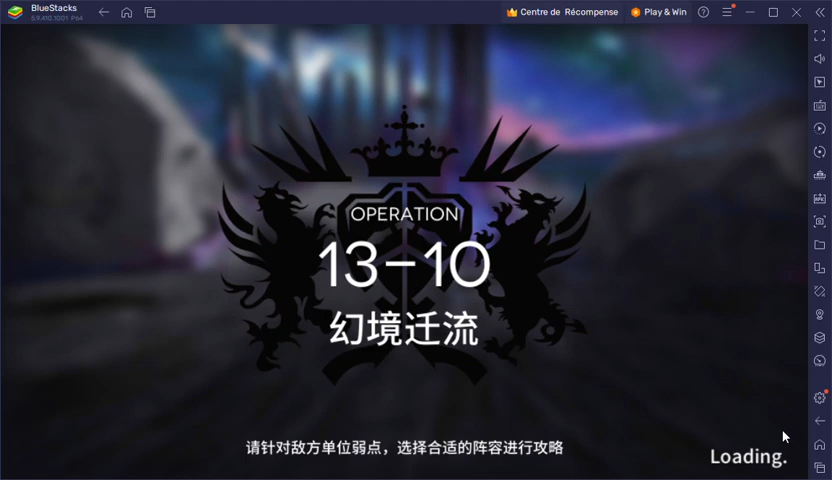 BlueStacks
5.9.410.1001 P64
Centre de Récompense
Play & Win
OPERATION
13-10
幻境迁流
请针对敌方单位弱点，选择合适的阵容进行攻略
Loading.